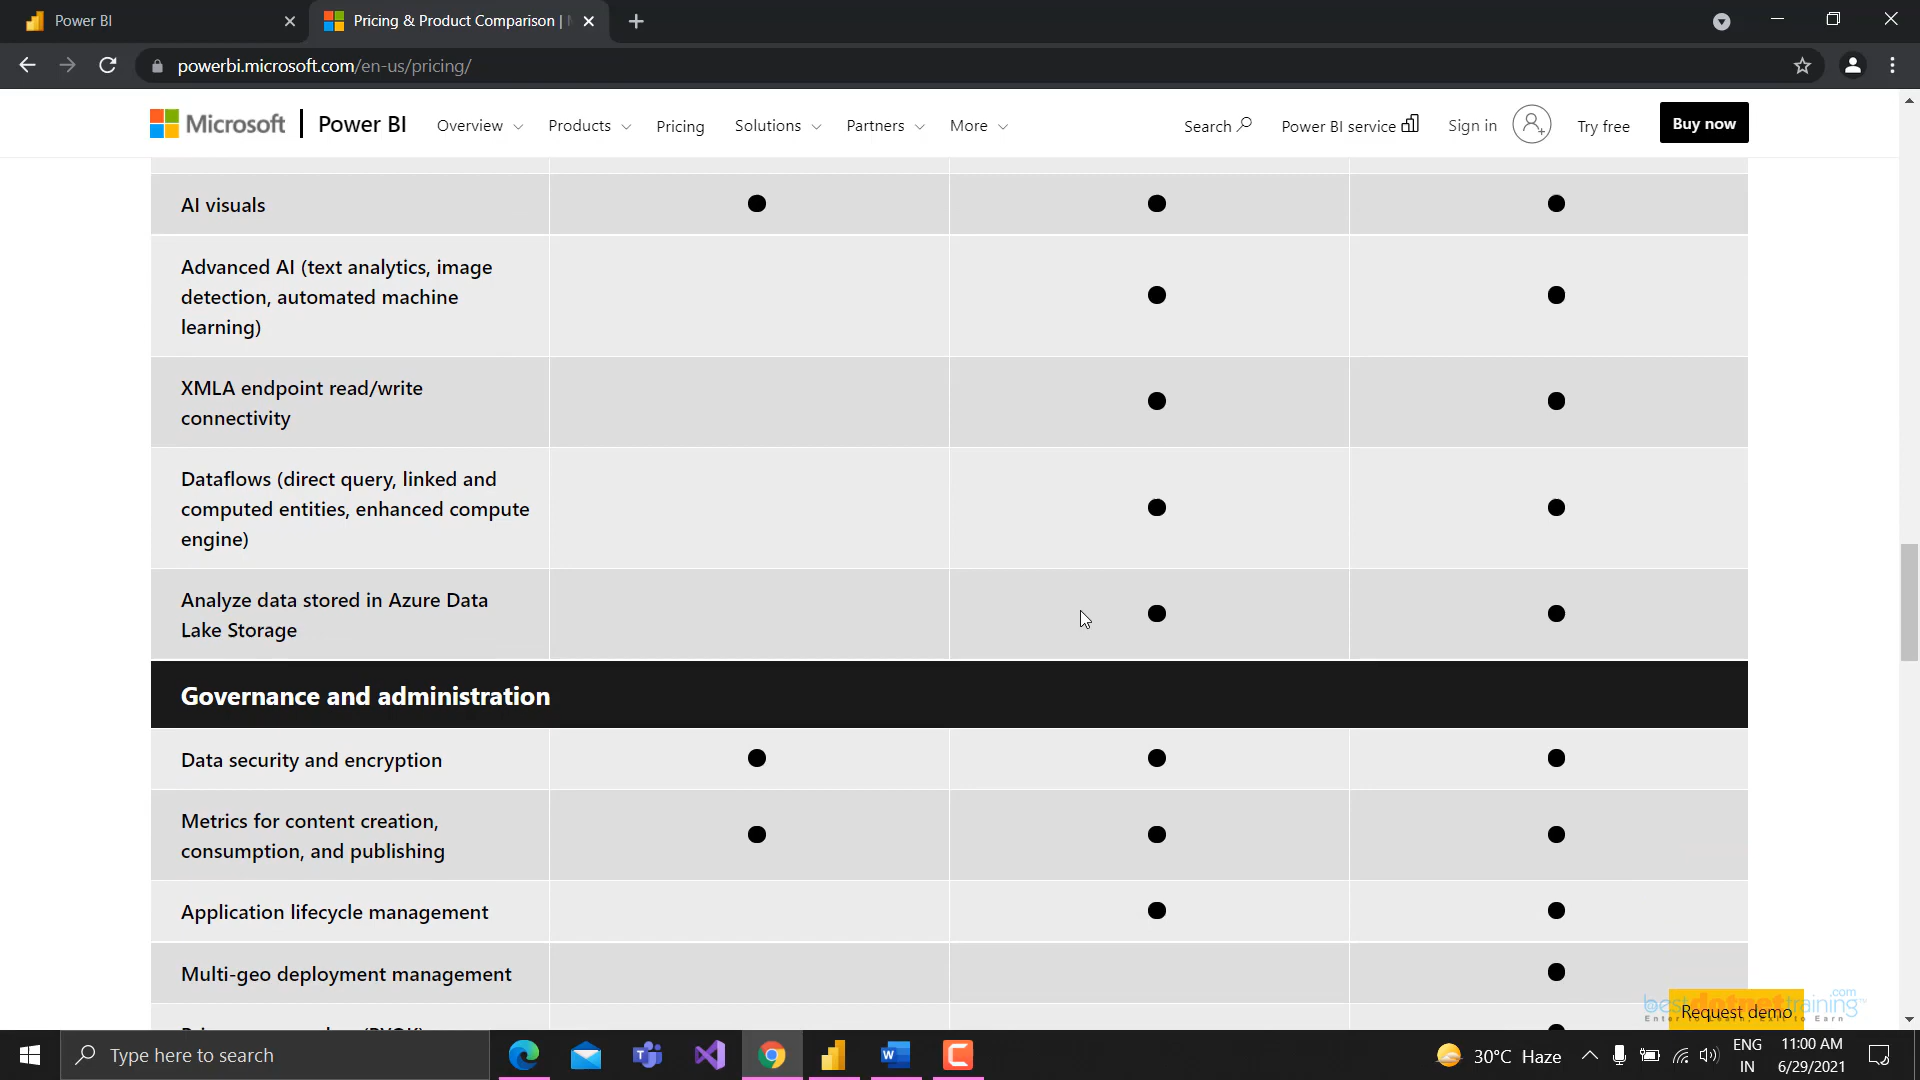 Power BI
Pricing & Product Comparison |
powerbi.microsoft.com/en-us/pricing/
Microsoft Power BI Overview Products Pricing Solutions Partners More Search Power BI service Sign in Try free Buy now
AI visuals
Advanced AI (text analytics, image
detection, automated machine
learning)
XMLA endpoint read/write
connectivity
Dataflows (direct query, linked and
computed entities, enhanced compute
engine)
Analyze data stored in Azure Data
Lake Storage
Governance and administration
Data security and encryption
Metrics for content creation,
consumption, and publishing
Application lifecycle management
Multi-geo deployment management
bestdotnettraining.com
Request demo
Type here to search
30°C Haze
ENG
IN
11:00 AM
6/29/2021